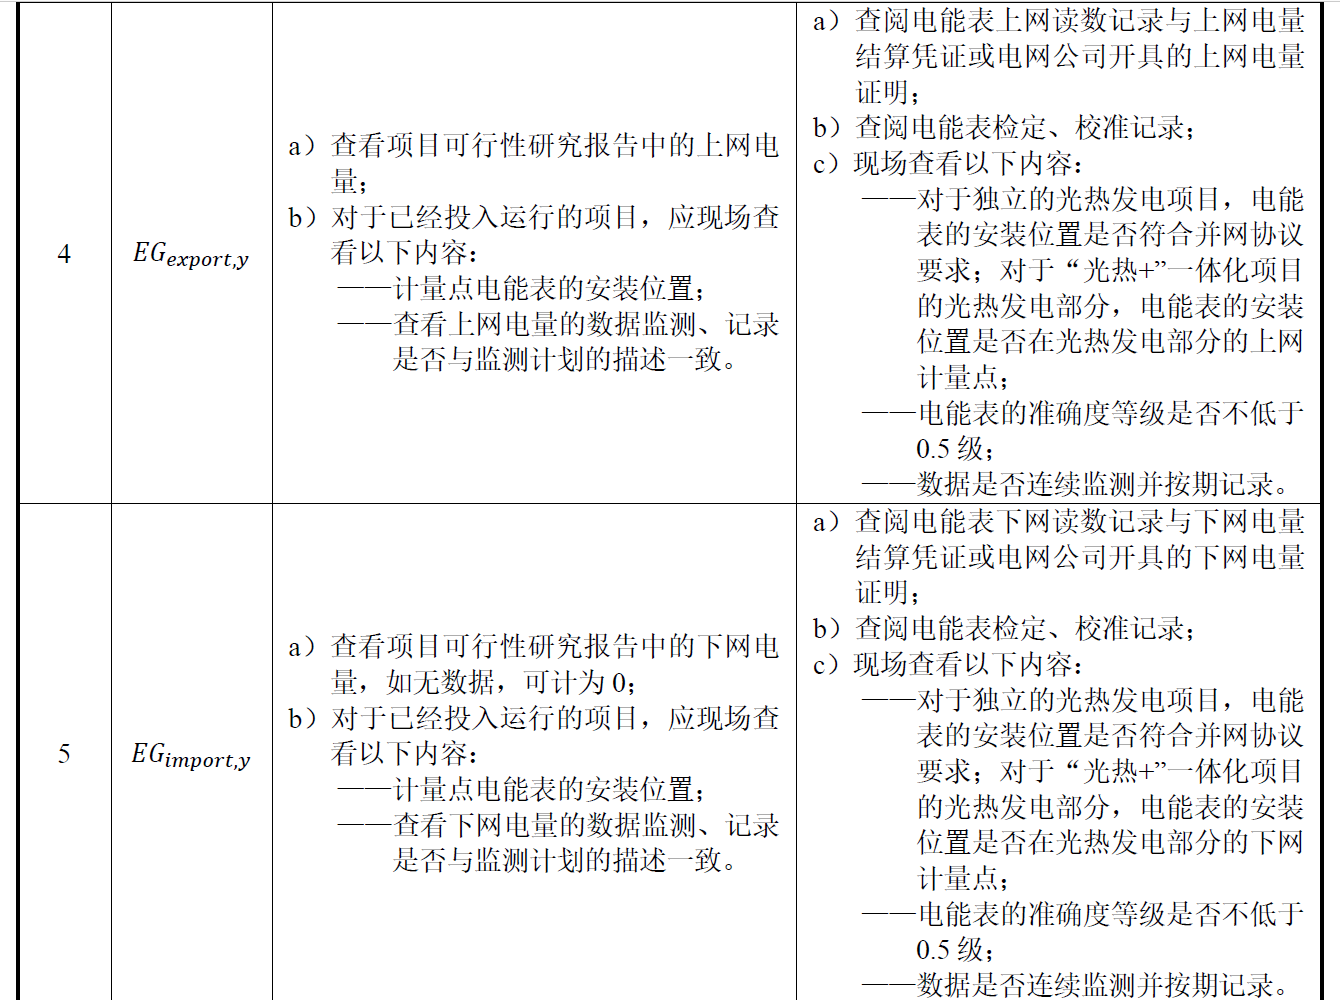 4
EGexport,y
a）查看项目可行性研究报告中的上网电
量；
b）对于已经投入运行的项目，应现场查
看以下内容：
——计量点电能表的安装位置；
——查看上网电量的数据监测、记录
是否与监测计划的描述一致。
a）查阅电能表上网读数记录与上网电量
结算凭证或电网公司开具的上网电量
证明；
b）查阅电能表检定、校准记录；
c）现场查看以下内容：
——对于独立的光热发电项目，电能
表的安装位置是否符合并网协议
要求；对于“光热+”一体化项目
的光热发电部分，电能表的安装
位置是否在光热发电部分的上网
计量点；
——电能表的准确度等级是否不低于
0.5 级；
——数据是否连续监测并按期记录。
5
EGimport,y
a）查看项目可行性研究报告中的下网电
量，如无数据，可计为 0；
b）对于已经投入运行的项目，应现场查
看以下内容：
——计量点电能表的安装位置；
——查看下网电量的数据监测、记录
是否与监测计划的描述一致。
a）查阅电能表下网读数记录与下网电量
结算凭证或电网公司开具的下网电量
证明；
b）查阅电能表检定、校准记录；
c）现场查看以下内容：
——对于独立的光热发电项目，电能
表的安装位置是否符合并网协议
要求；对于“光热+”一体化项目
的光热发电部分，电能表的安装
位置是否在光热发电部分的下网
计量点；
——电能表的准确度等级是否不低于
0.5 级；
——数据是否连续监测并按期记录。